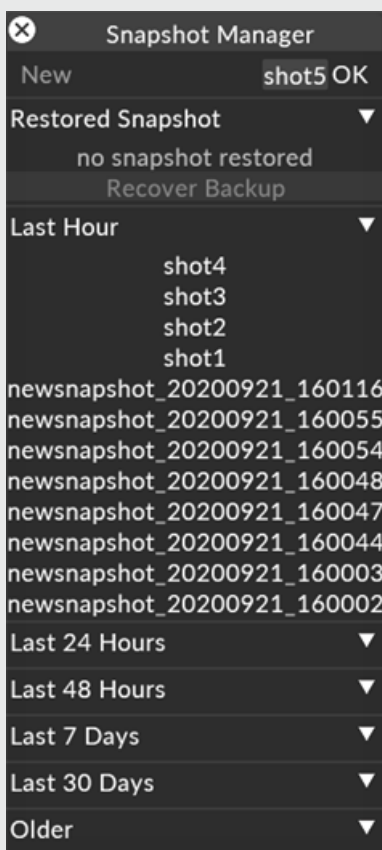 Snapshot Manager
New shot5 OK
Restored Snapshot
no snapshot restored
Recover Backup
Last Hour
shot4
shot3
shot2
shot1
newsnapshot_20200921_160116
newsnapshot_20200921_160055
newsnapshot_20200921_160054
newsnapshot_20200921_160048
newsnapshot_20200921_160047
newsnapshot_20200921_160044
newsnapshot_20200921_160003
newsnapshot_20200921_160002
Last 24 Hours
Last 48 Hours
Last 7 Days
Last 30 Days
Older